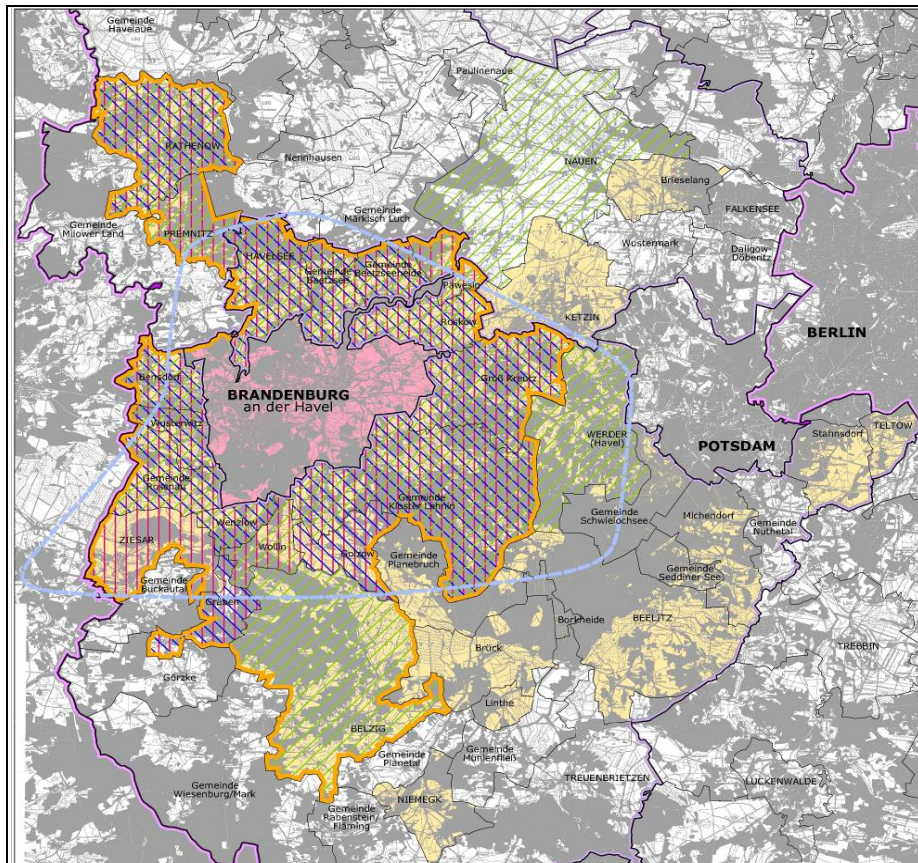 Gemeinde
Havelaue
Paulinenaue
RATHENOW
Nennhausen
NAUEN
Brieselang
FALKENSEE
Gemeinde
Milower Land
PREMNITZ
Gemeinde
Märkisch Luch
Wustermark
Dallgow
Döberitz
HAVELSEE
Gemeinde
Beetzsee
Gemeinde
Beetzseeheide
Päwesin
KETZIN
Roskow
BERLIN
Bensdorf
BRANDENBURG
an der Havel
Groß Kreutz
Wusterwitz
WERDER
(Havel)
POTSDAM
Stahnsdorf
TELTOW
Gemeinde
Rosenau
Gemeinde
Kloster Lehnin
Gemeinde
Schwielochsee
Michendorf
Gemeinde
Nuthetal
Wenzlow
ZIESAR
Wollin
Golzow
Gemeinde
Planebruch
Gemeinde
Seddiner See
Gemeinde
Buckautal
Gräben
Borkheide
BEELITZ
Brück
TREBBIN
Görzke
Linthe
BELZIG
Gemeinde
Planetal
Gemeinde
Mühlenfließ
TREUENBRIETZEN
LUCKENWALDE
Gemeinde
Wiesenburg/Mark
NIEMEGK
Gemeinde
Rabenstein/
Fläming